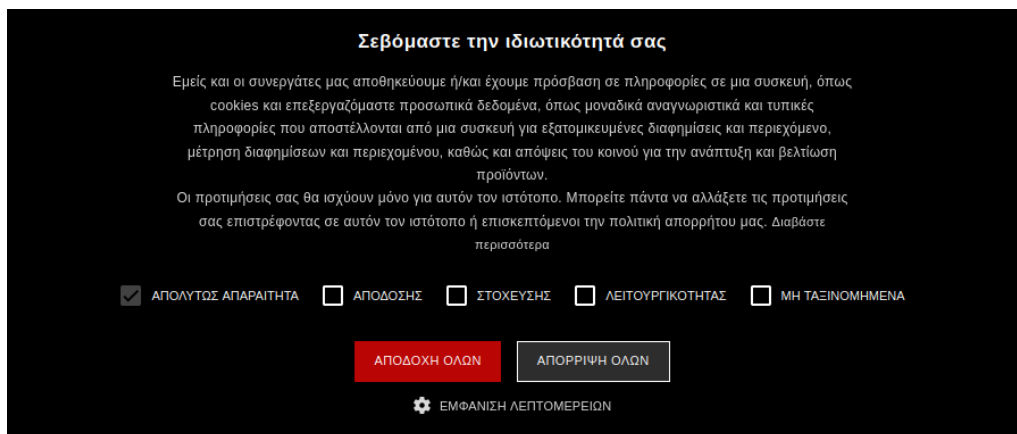 Σεβόμαστε την ιδιωτικότητά σας
Εμείς και οι συνεργάτες μας αποθηκεύουμε ή/και έχουμε πρόσβαση σε πληροφορίες σε μια συσκευή, όπως
cookies και επεξεργαζόμαστε προσωπικά δεδομένα, όπως μοναδικά αναγνωριστικά και τυπικές
πληροφορίες που αποστέλλονται από μια συσκευή για εξατομικευμένες διαφημίσεις και περιεχόμενο,
μέτρηση διαφημίσεων και περιεχομένου, καθώς και απόψεις του κοινού για την ανάπτυξη και βελτίωση
προϊόντων.
Οι προτιμήσεις σας θα ισχύουν μόνο για αυτόν τον ιστότοπο. Μπορείτε πάντα να αλλάξετε τις προτιμήσεις
σας επιστρέφοντας σε αυτόν τον ιστότοπο ή επισκεπτόμενοι την πολιτική απορρήτου μας. Διαβάστε
περισσότερα
ΑΠΟΛΥΤΩΣ ΑΠΑΡΑΙΤΗΤΑ ΑΠΟΔΟΣΗΣ ΣΤΟΧΕΥΣΗΣ ΛΕΙΤΟΥΡΓΙΚΟΤΗΤΑΣ ΜΗ ΤΑΞΙΝΟΜΗΜΕΝΑ
ΑΠΟΔΟΧΗ ΟΛΩΝ ΑΠΟΡΡΙΨΗ ΟΛΩΝ
ΕΜΦΑΝΙΣΗ ΛΕΠΤΟΜΕΡΕΙΩΝ